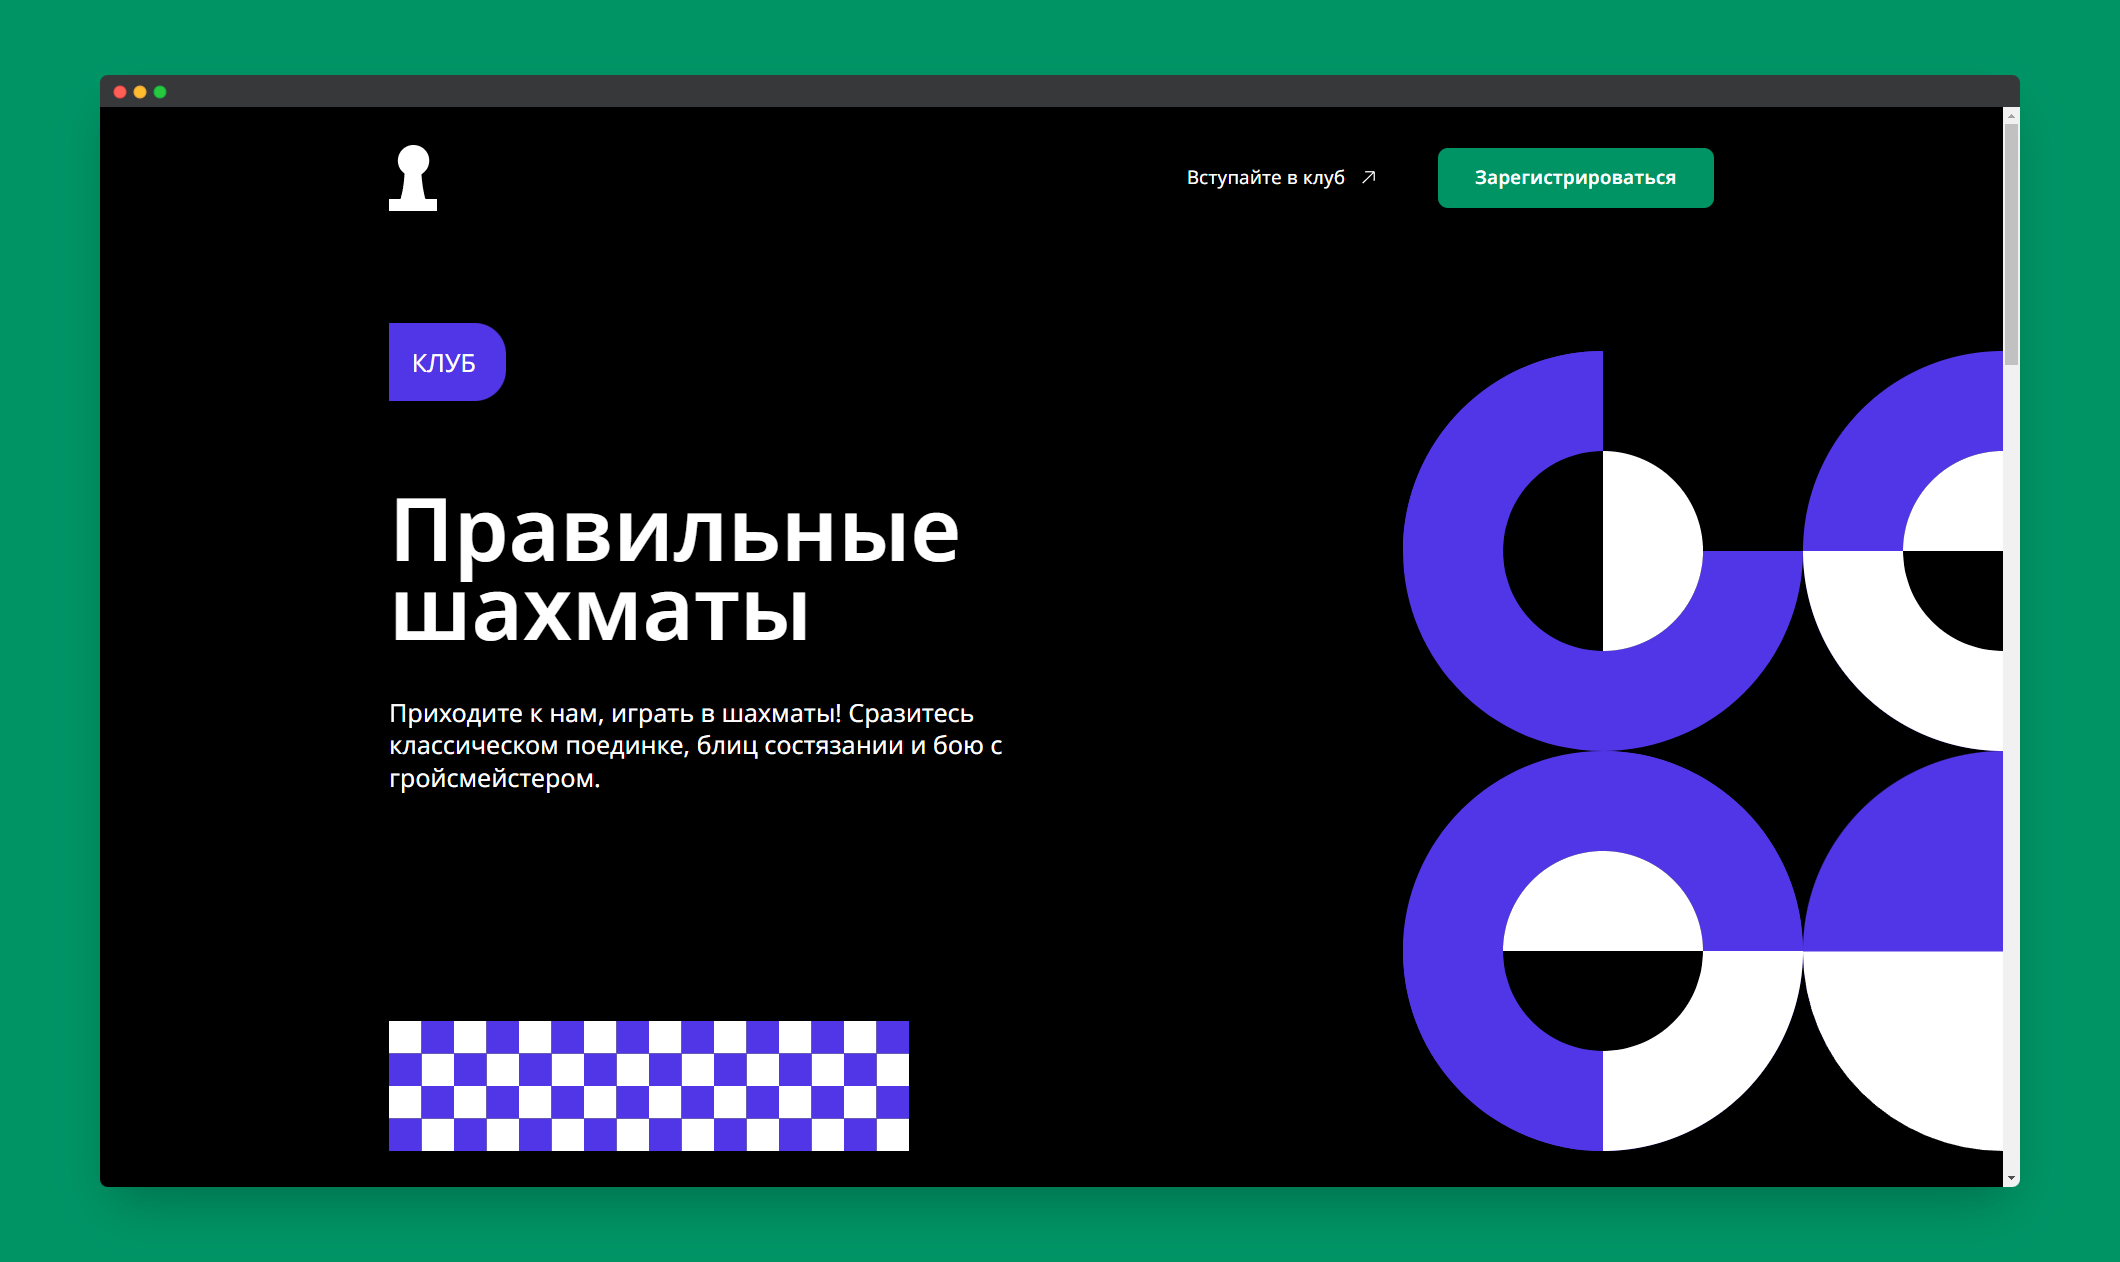 Вступайте в клуб
Зарегистрироваться
КЛУБ
Правильные
шахматы
Приходите к нам, играть в шахматы! Сразитесь
классическом поединке, блиц состязании и бою с
гройсмейстером.